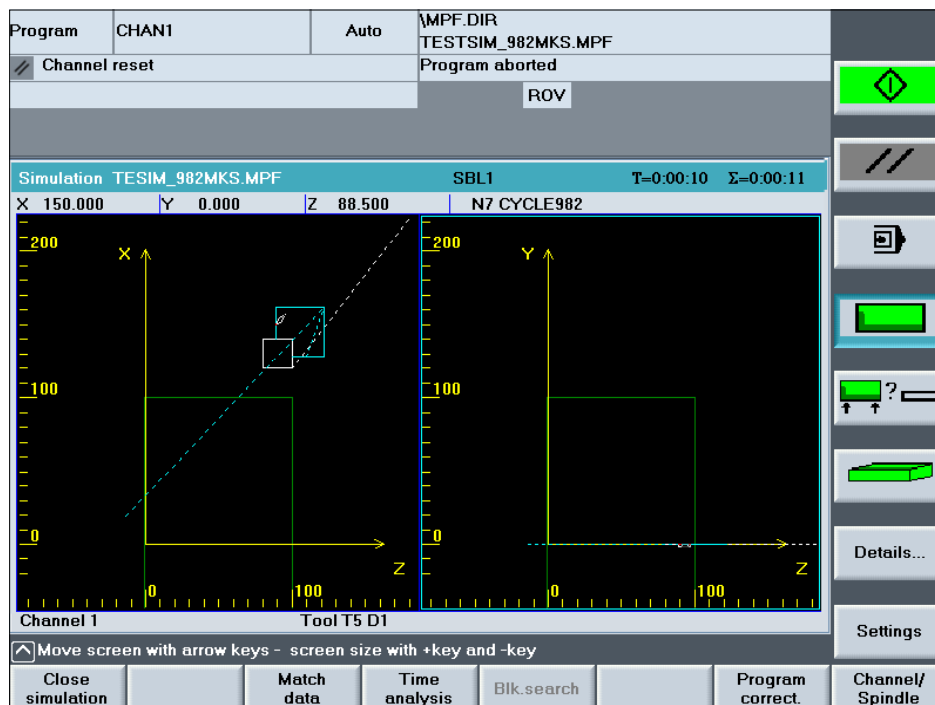 Program CHAN1 Auto \MPF.DIR
TESTSIM_982MKS.MPF
Channel reset Program aborted
ROV
Simulation TESIM_982MKS.MPF SBL1 T=0:00:10 Σ=0:00:11
X 150.000 Y 0.000 Z 88.500 N7 CYCLE982
200 X 200 Y
?
100 100
0 0
Z Z
Details...
0 100 0 100
Channel 1 Tool T5 D1
Settings
Move screen with arrow keys - screen size with +key and -key
Close simulation Match data Time analysis Blk.search Program correct. Channel/ Spindle